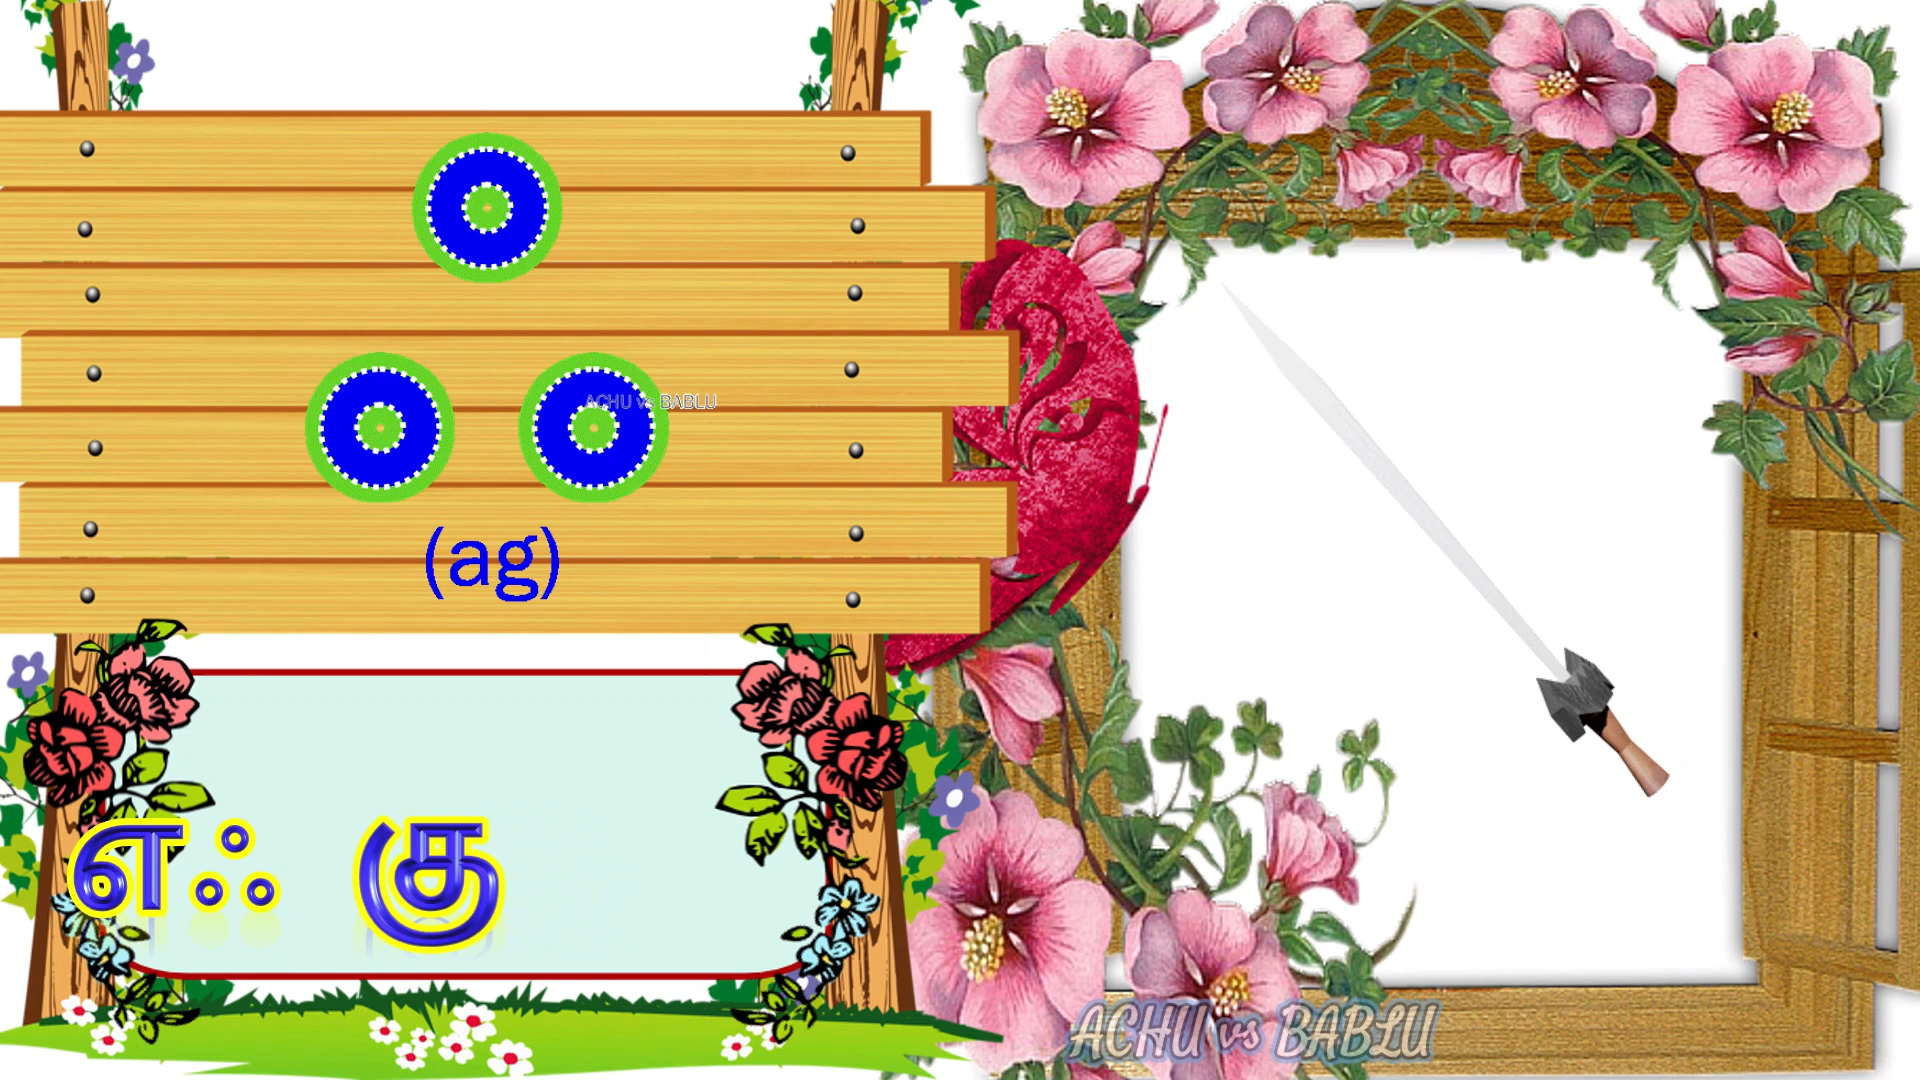 ஃ
ACHU vs BABLU
(ag)
எஃ கு
ACHU vs BABLU